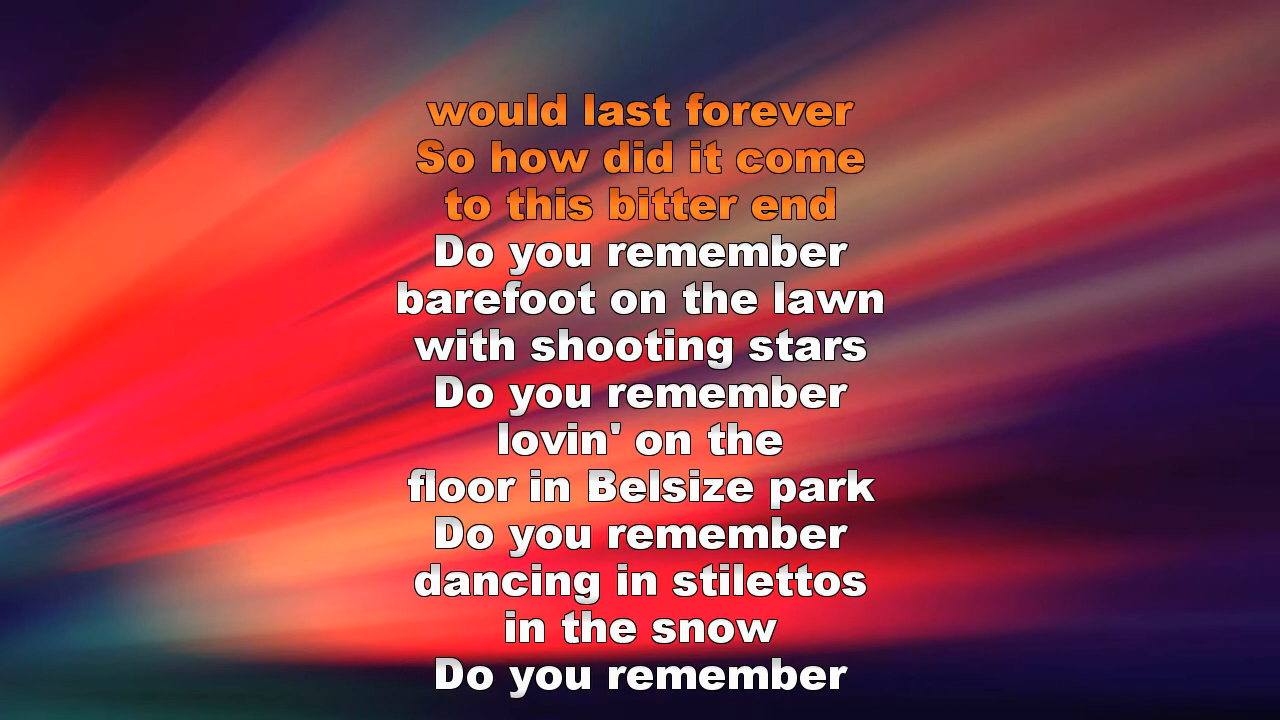 would last forever
So how did it come
to this bitter end
Do you remember
barefoot on the lawn
with shooting stars
Do you remember
lovin' on the
floor in Belsize park
Do you remember
dancing in stilettos
in the snow
Do you remember